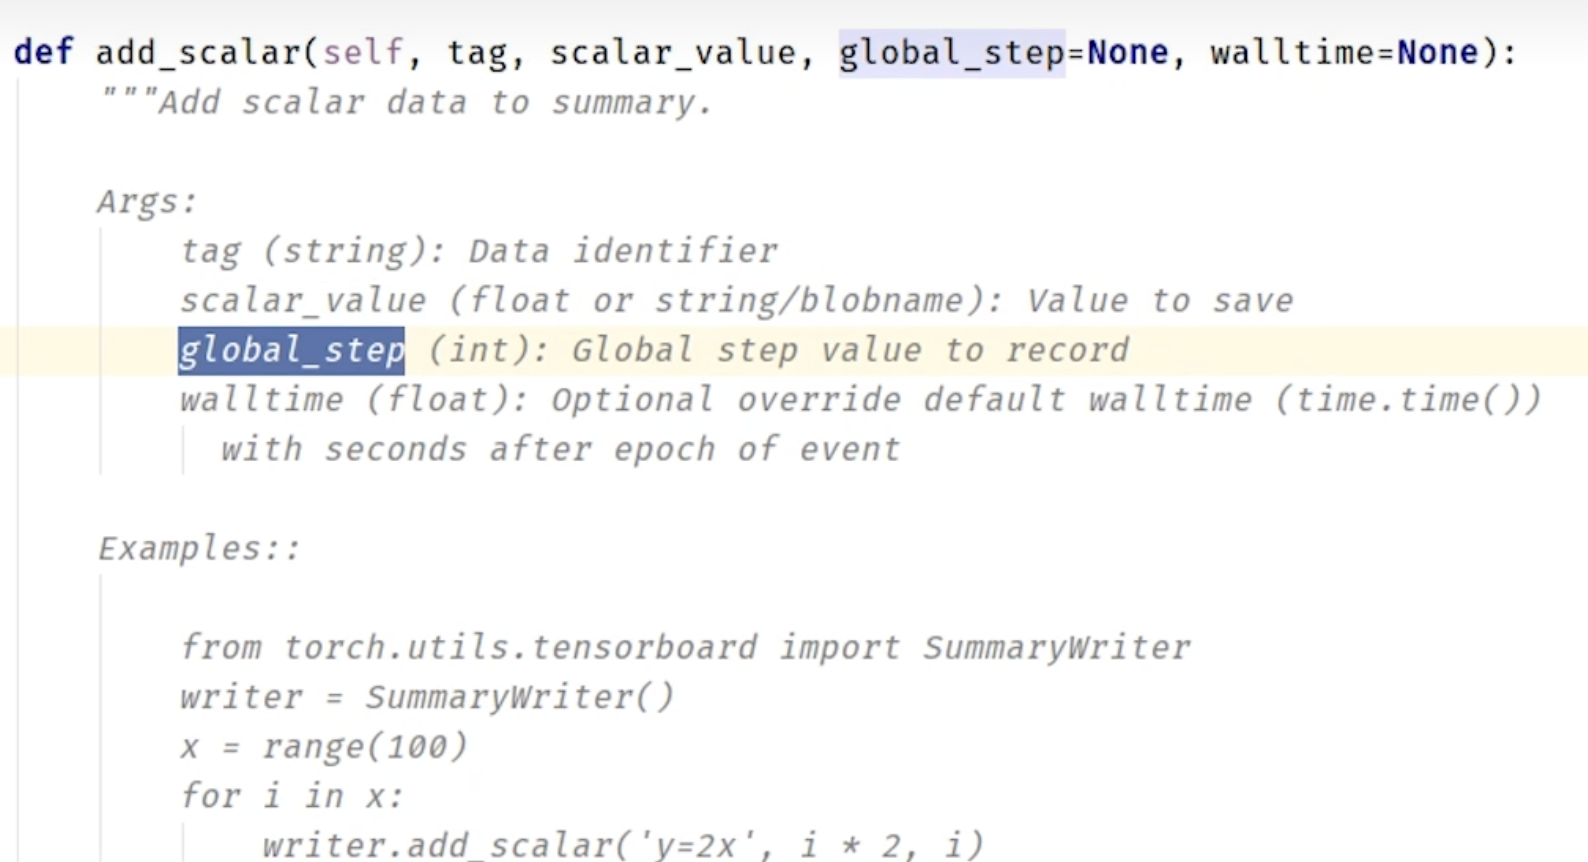 def add_scalar(self, tag, scalar_value, global_step=None, walltime=None):
"""Add scalar data to summary.
Args:
tag (string): Data identifier
scalar_value (float or string/blobname): Value to save
global_step (int): Global step value to record
walltime (float): Optional override default walltime (time.time())
with seconds after epoch of event
Examples::
from torch.utils.tensorboard import SummaryWriter
writer = SummaryWriter()
x = range(100)
for i in x:
writer.add_scalar('y=2x', i * 2, i)